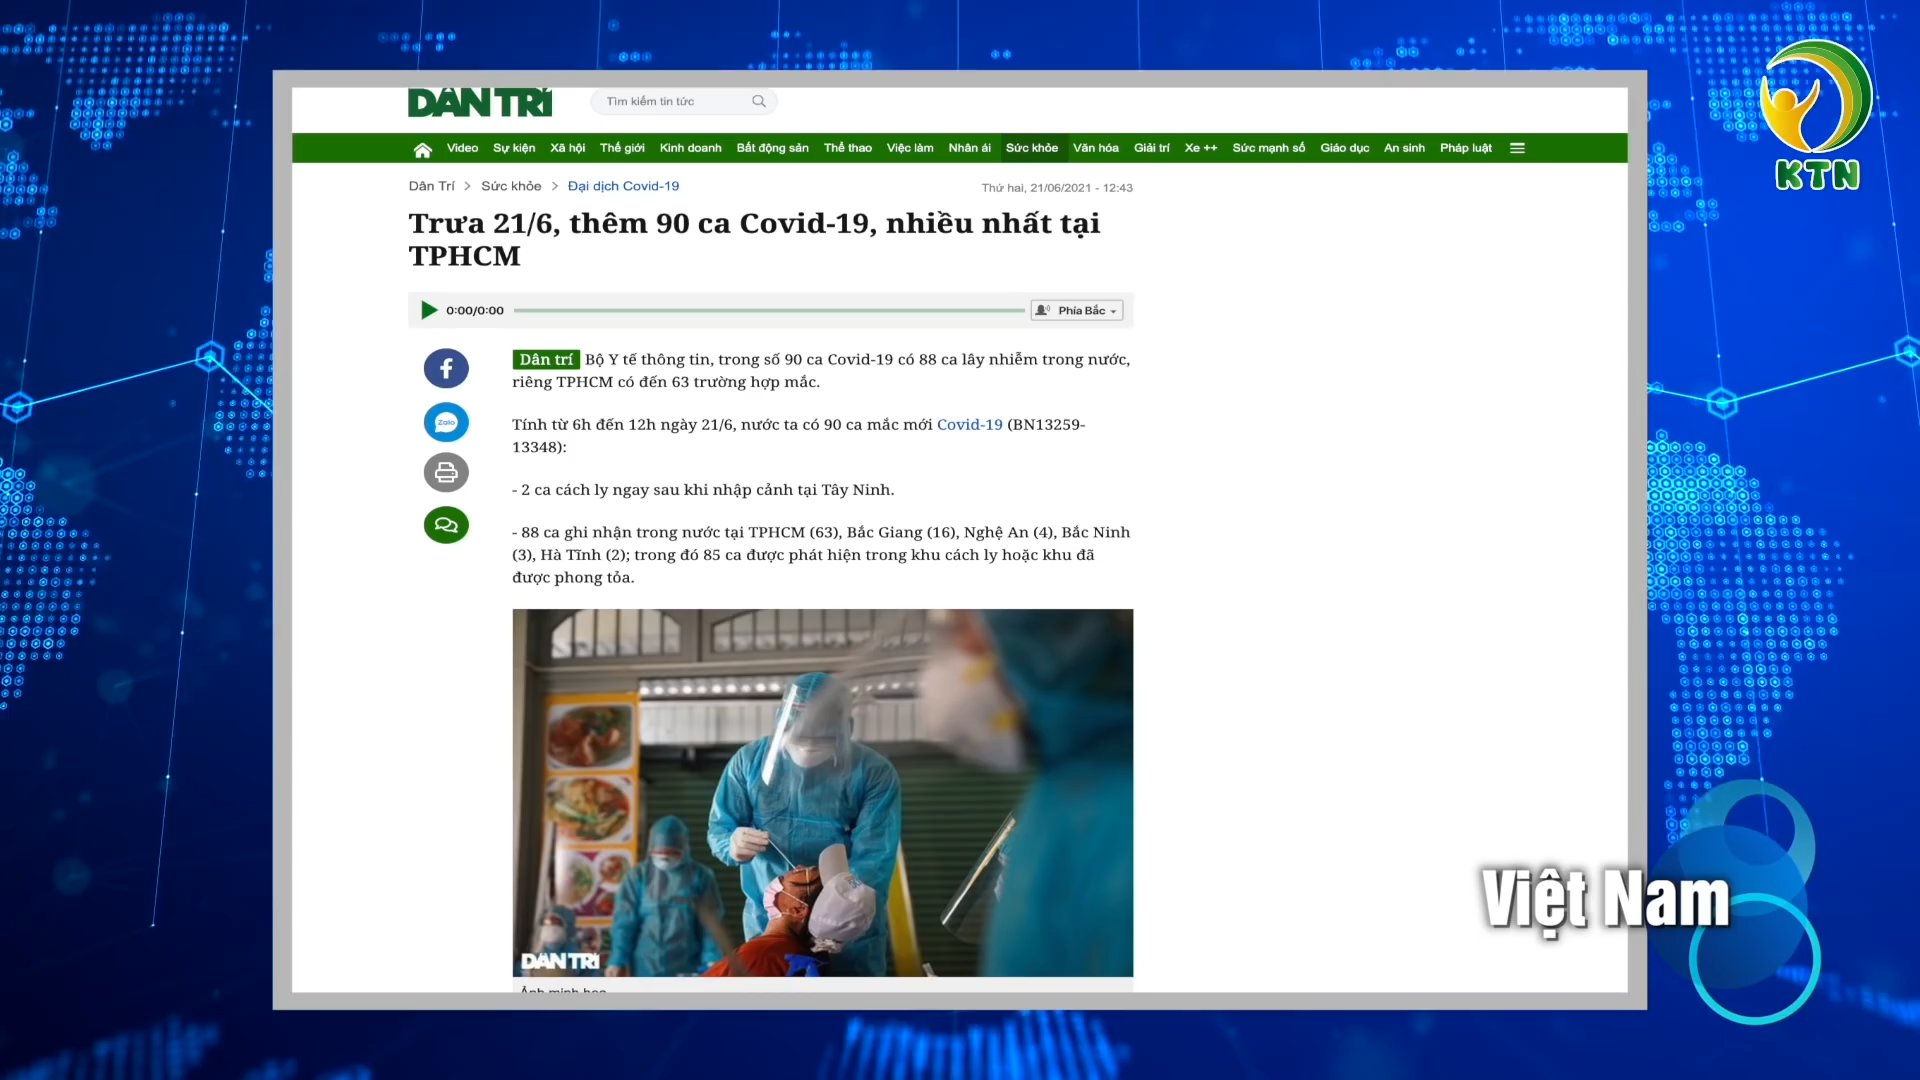 DÂN TRÍ
Tìm kiếm tin tức
KTN
Video Sự kiện Xã hội Thế giới Kinh doanh Bất động sản Thể thao Việc làm Nhân ái Sức khỏe Văn hóa Giải trí Xe ++ Sức mạnh số Giáo dục An sinh Pháp luật
Dân Trí > Sức khỏe > Đại dịch Covid-19
Thứ hai, 21/06/2021 - 12:43
Trưa 21/6, thêm 90 ca Covid-19, nhiều nhất tại
TPHCM
0:00/0:00
Phía Bắc
Dân trí Bộ Y tế thông tin, trong số 90 ca Covid-19 có 88 ca lây nhiễm trong nước,
riêng TPHCM có đến 63 trường hợp mắc.
Zalo
Tính từ 6h đến 12h ngày 21/6, nước ta có 90 ca mắc mới Covid-19 (BN13259-
13348):
- 2 ca cách ly ngay sau khi nhập cảnh tại Tây Ninh.
- 88 ca ghi nhận trong nước tại TPHCM (63), Bắc Giang (16), Nghệ An (4), Bắc Ninh
(3), Hà Tĩnh (2); trong đó 85 ca được phát hiện trong khu cách ly hoặc khu đã
được phong tỏa.
DÂN TRÍ
Ảnh minh họa
Việt Nam